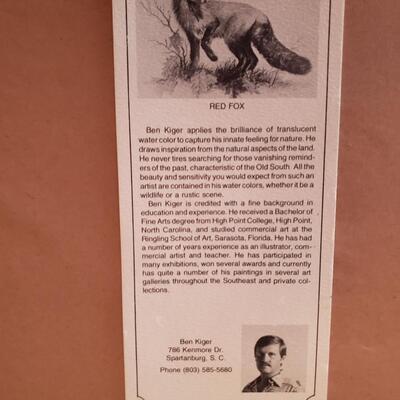 RED FOX
Ben Kiger applies the brilliance of translucent
water color to capture his innate feeling for nature. He
draws inspiration from the natural aspects of the land.
He never tires searching for those vanishing remind-
ers of the past, characteristic of the Old South. All the
beauty and sensitivity you would expect from such an
artist are contained in his water colors, whether it be a
wildlife or a rustic scene.
Ben Kiger is credited with a fine background in
education and experience. He received a Bachelor of
Fine Arts degree from High Point College, High Point,
North Carolina, and studied commercial art at the
Ringling School of Art, Sarasota, Florida. He has had
a number of years experience as an illustrator, com-
mercial artist and teacher. He has participated in
many exhibitions, won several awards and currently
has quite a number of his paintings in several art
galleries throughout the Southeast and private col-
lections.
Ben Kiger
786 Kenmore Dr.
Spartanburg, S. C.
Phone (803) 585-5680